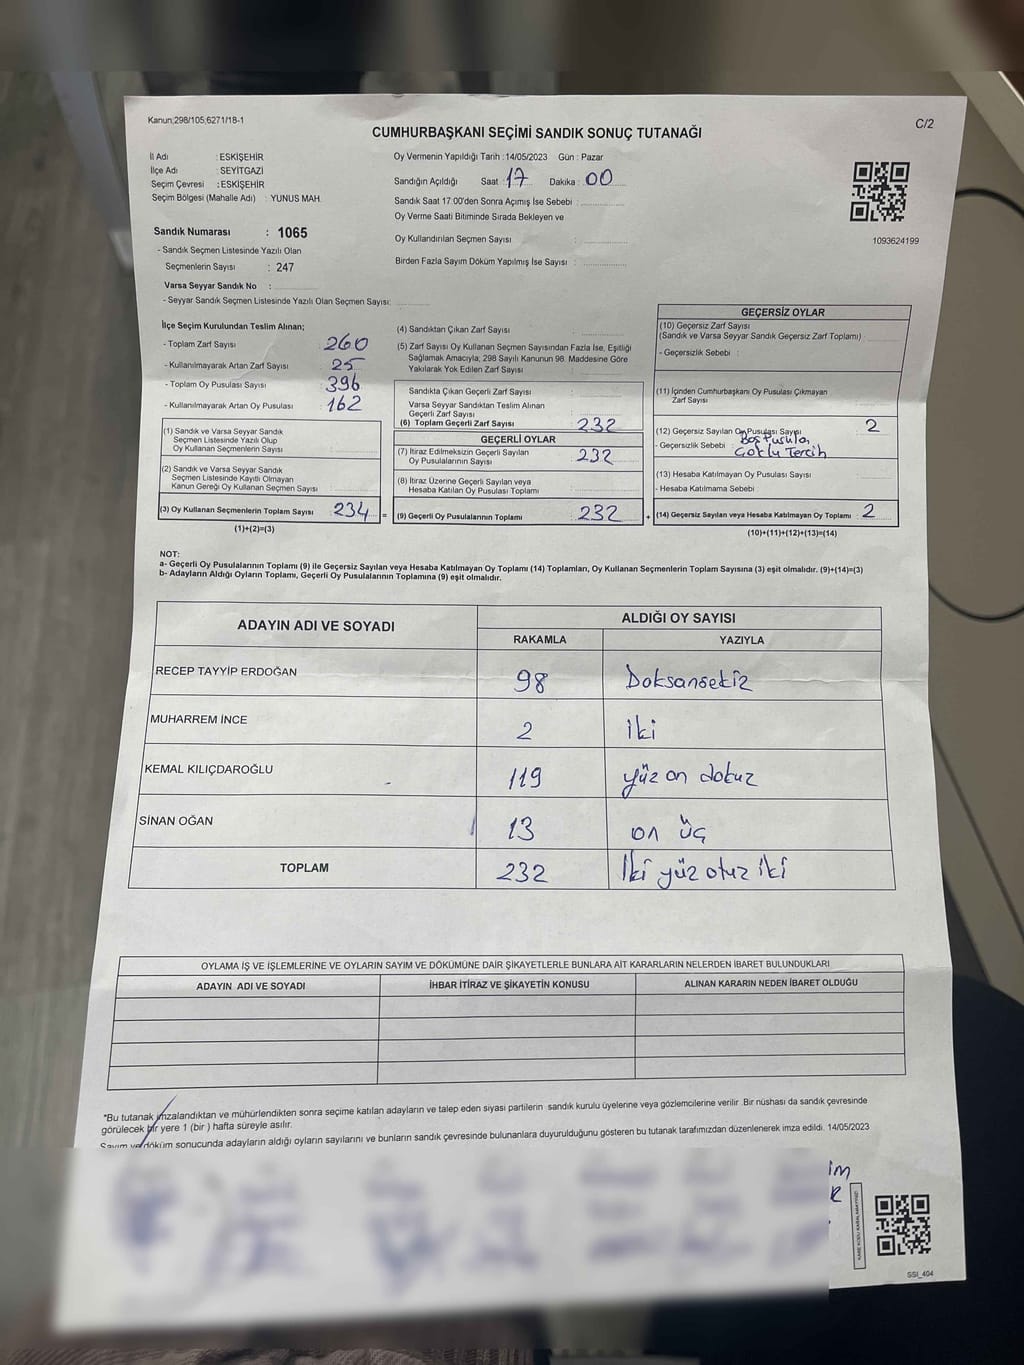 Kanun;298/105,6271/18-1
C/2
CUMHURBAŞKANI SEÇİMİ SANDIK SONUÇ TUTANAĞI
İl Adı : ESKİŞEHİR
İlçe Adı : SEYİTGAZİ
Seçim Çevresi : ESKİŞEHİR
Seçim Bölgesi (Mahalle Adı) : YUNUS MAH.
Sandık Numarası : 1065
- Sandık Seçmen Listesinde Yazılı Olan
Seçmenlerin Sayısı : 247
Varsa Seyyar Sandık No :
- Seyyar Sandık Seçmen Listesinde Yazılı Olan Seçmen Sayısı:
Oy Vermenin Yapıldığı Tarih : 14/05/2023 Gün : Pazar
Sandığın Açıldığı Saat : 17 Dakika : 00
Sandık Saat 17:00'den Sonra Açımış İse Sebebi :
Oy Verme Saati Bitiminde Sırada Bekleyen ve
Oy Kullandırılan Seçmen Sayısı :
Birden Fazla Sayım Döküm Yapılmış İse Sayısı :
1093624199
İlçe Seçim Kurulundan Teslim Alınan;
- Toplam Zarf Sayısı : 260
- Kullanılmayarak Artan Zarf Sayısı : 25
- Toplam Oy Pusulası Sayısı : 396
- Kullanılmayarak Artan Oy Pusulası : 162
(1) Sandık ve Varsa Seyyar Sandık
Seçmen Listesinde Yazılı Olup
Oy Kullanan Seçmenlerin Sayısı :
(2) Sandık ve Varsa Seyyar Sandık
Seçmen Listesinde Kayıtlı Olmayan
Kanun Gereği Oy Kullanan Seçmen Sayısı :
(3) Oy Kullanan Seçmenlerin Toplam Sayısı : 234 =
(1)+(2)=(3)
(4) Sandıktan Çıkan Zarf Sayısı :
(5) Zarf Sayısı Oy Kullanan Seçmen Sayısından Fazla İse, Eşitliği
Sağlamak Amacıyla; 298 Sayılı Kanunun 98. Maddesine Göre
Yakılarak Yok Edilen Zarf Sayısı :
Sandıkta Çıkan Geçerli Zarf Sayısı :
Varsa Seyyar Sandıktan Teslim Alınan
Geçerli Zarf Sayısı :
(6) Toplam Geçerli Zarf Sayısı : 232
GEÇERLİ OYLAR
(7) İtiraz Edilmeksizin Geçerli Sayılan
Oy Pusulalarının Sayısı : 232
(8) İtiraz Üzerine Geçerli Sayılan veya
Hesaba Katılan Oy Pusulası Toplamı :
(9) Geçerli Oy Pusulalarının Toplamı : 232 +
GEÇERSİZ OYLAR
(10) Geçersiz Zarf Sayısı
(Sandık ve Varsa Seyyar Sandık Geçersiz Zarf Toplamı) :
- Geçersizlik Sebebi :
(11) İçinden Cumhurbaşkanı Oy Pusulası Çıkmayan
Zarf Sayısı :
(12) Geçersiz Sayılan Oy Pusulası Sayısı : 2
- Geçersizlik Sebebi : Boş Pusula,
Çoklu Tercih
(13) Hesaba Katılmayan Oy Pusulası Sayısı :
- Hesaba Katılmama Sebebi :
(14) Geçersiz Sayılan veya Hesaba Katılmayan Oy Toplamı : 2
(10)+(11)+(12)+(13)=(14)
NOT:
a- Geçerli Oy Pusulalarının Toplamı (9) ile Geçersiz Sayılan veya Hesaba Katılmayan Oy Toplamı (14) Toplamları, Oy Kullanan Seçmenlerin Toplam Sayısına (3) eşit olmalıdır. (9)+(14)=(3)
b- Adayların Aldığı Oyların Toplamı, Geçerli Oy Pusulalarının Toplamına (9) eşit olmalıdır.
ADAYIN ADI VE SOYADI
ALDIĞI OY SAYISI
RAKAMLA YAZIYLA
RECEP TAYYİP ERDOĞAN 98 Doksansekiz
MUHARREM İNCE 2 iki
KEMAL KILIÇDAROĞLU 119 yüz on dokuz
SİNAN OĞAN 13 on üç
TOPLAM 232 İki yüz otuz iki
OYLAMA İŞ VE İŞLEMLERİNE VE OYLARIN SAYIM VE DÖKÜMÜNE DAİR ŞİKAYETLERLE BUNLARA AİT KARARLARIN NELERDEN İBARET BULUNDUKLARI
ADAYIN ADI VE SOYADI İHBAR İTİRAZ VE ŞİKAYETİN KONUSU ALINAN KARARIN NEDEN İBARET OLDUĞU
*Bu tutanak imzalandıktan ve mühürlendikten sonra seçime katılan adayların ve talep eden siyasi partilerin sandık kurulu üyelerine veya gözlemcilerine verilir. Bir nüshası da sandık çevresinde
görülecek bir yere 1 (bir ) hafta süreyle asılır.
Sayım ve döküm sonucunda adayların aldığı oyların sayılarını ve bunların sandık çevresinde bulunanlara duyurulduğunu gösteren bu tutanak tarafımızdan düzenlenerek imza edildi. 14/05/2023
SSI_404